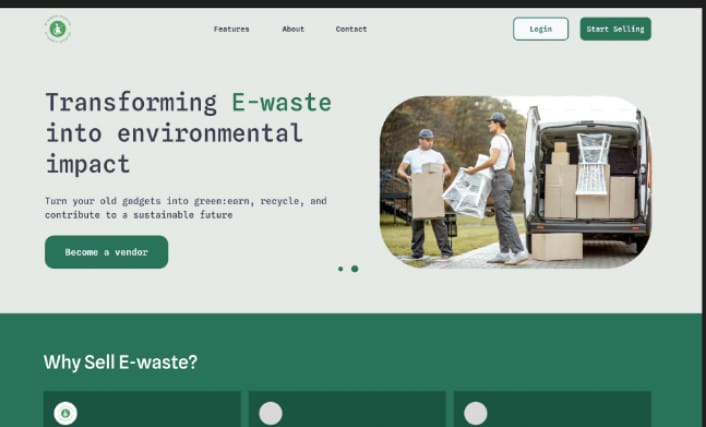 Features About Contact Login Start Selling
Transforming E-waste
into environmental
impact
Turn your old gadgets into green:earn, recycle, and
contribute to a sustainable future
Become a vendor
Why Sell E-waste?